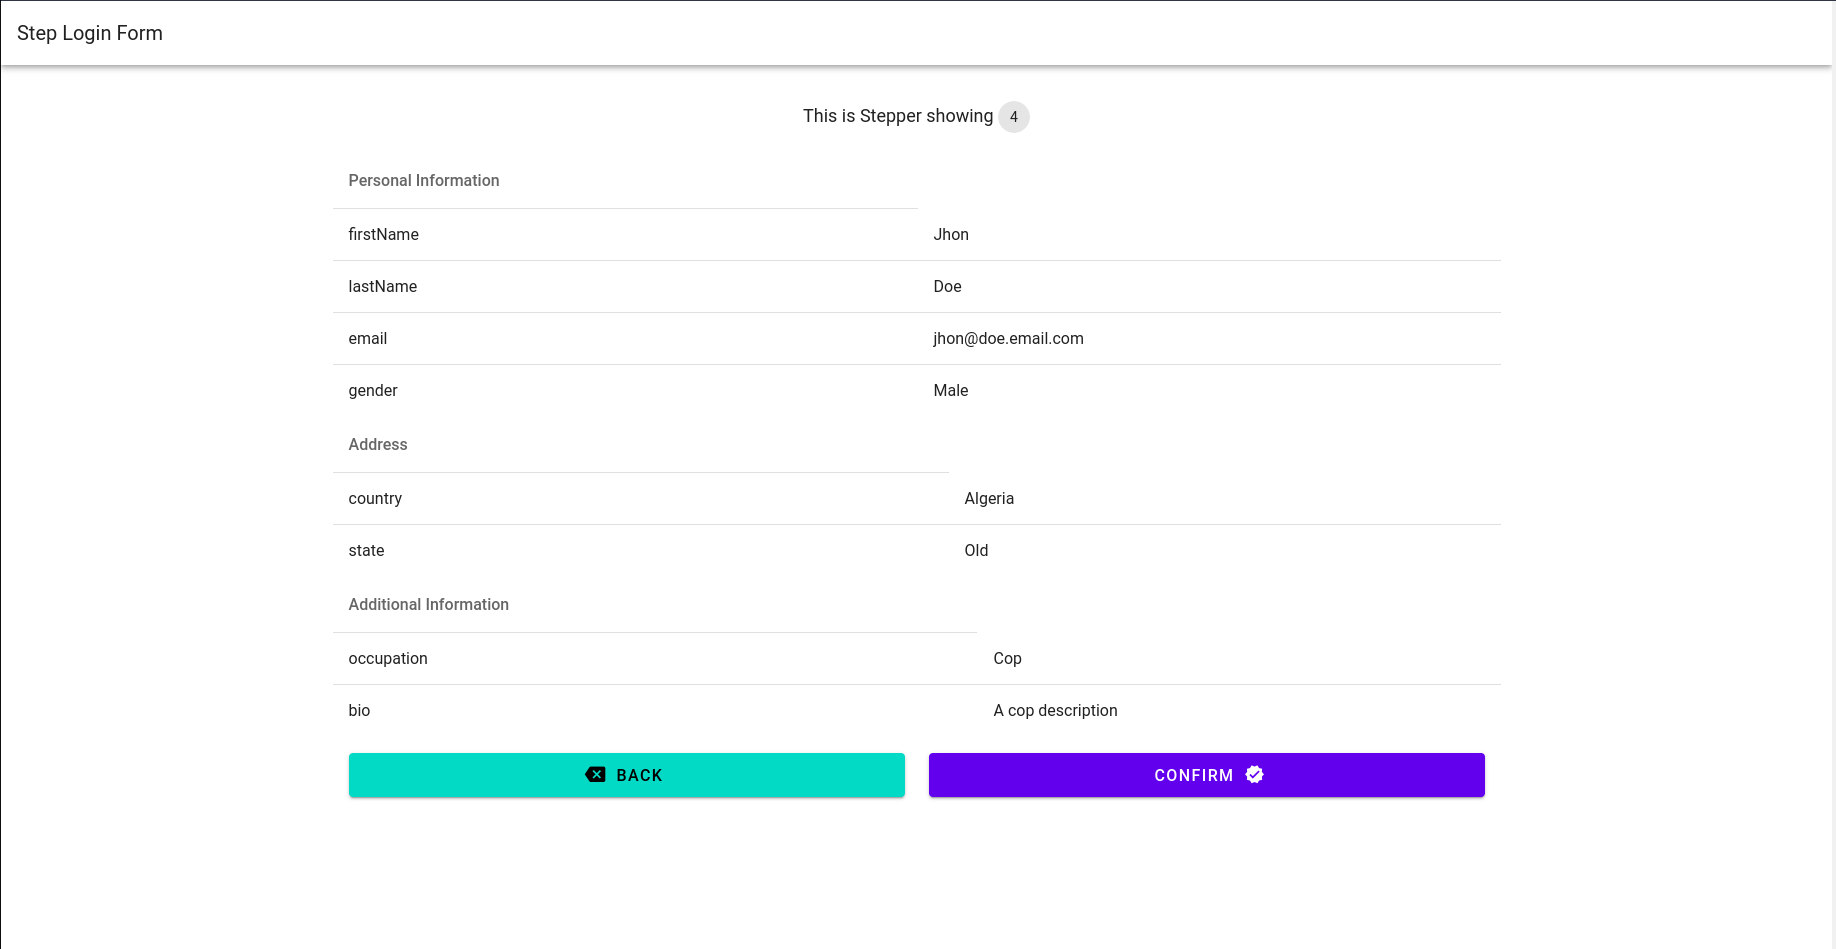 Step Login Form
This is Stepper showing 4
Personal Information
firstName Jhon
lastName Doe
email jhon@doe.email.com
gender Male
Address
country Algeria
state Old
Additional Information
occupation Cop
bio A cop description
BACK CONFIRM